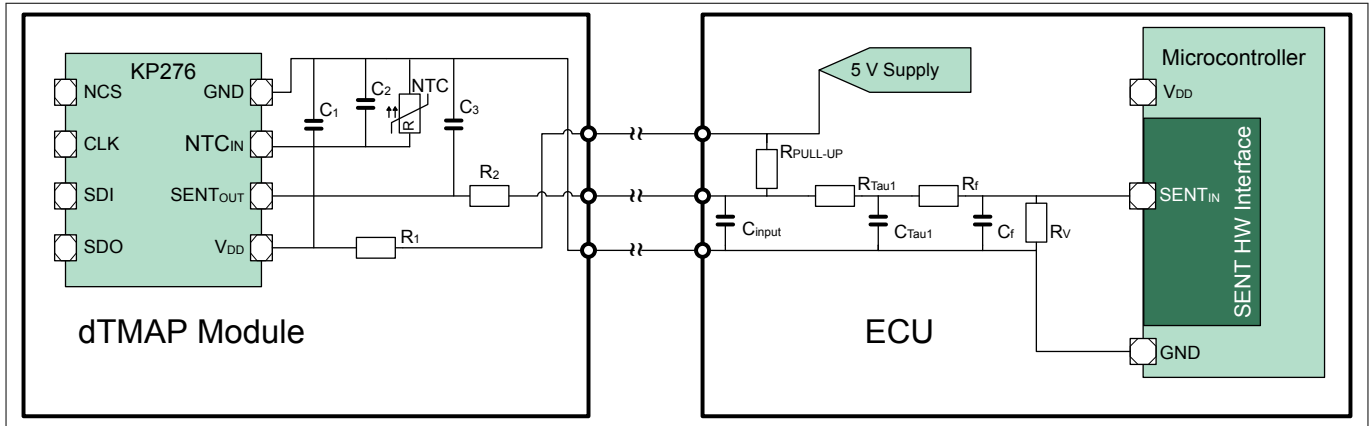 KP276
NCS
GND
CLK
NTCIN
SDI
SENTOUT
SDO
VDD
C1
C2
NTC
R
C3
R2
R1
dTMAP Module
5 V Supply
RPULL-UP
RTau1
Rf
Cinput
CTau1
Cf
RV
ECU
Microcontroller
VDD
SENTIN
SENT HW Interface
GND